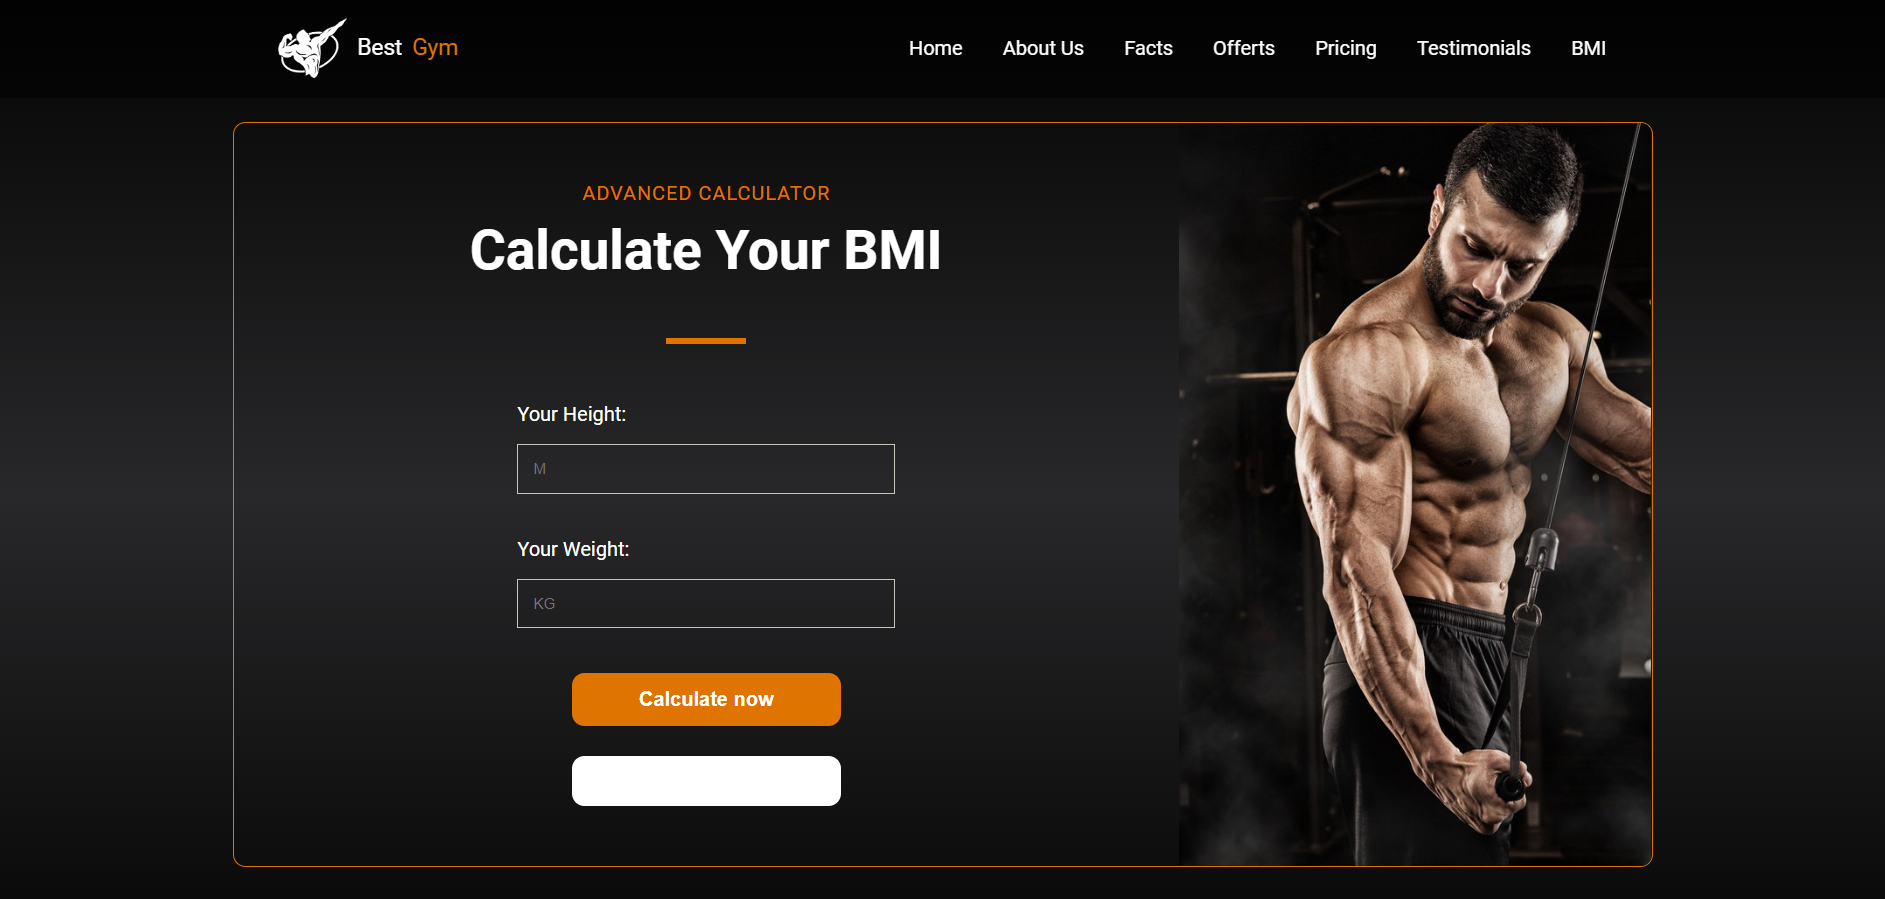 Best Gym
Home About Us Facts Offerts Pricing Testimonials BMI
ADVANCED CALCULATOR
Calculate Your BMI
Your Height:
M
Your Weight:
KG
Calculate now